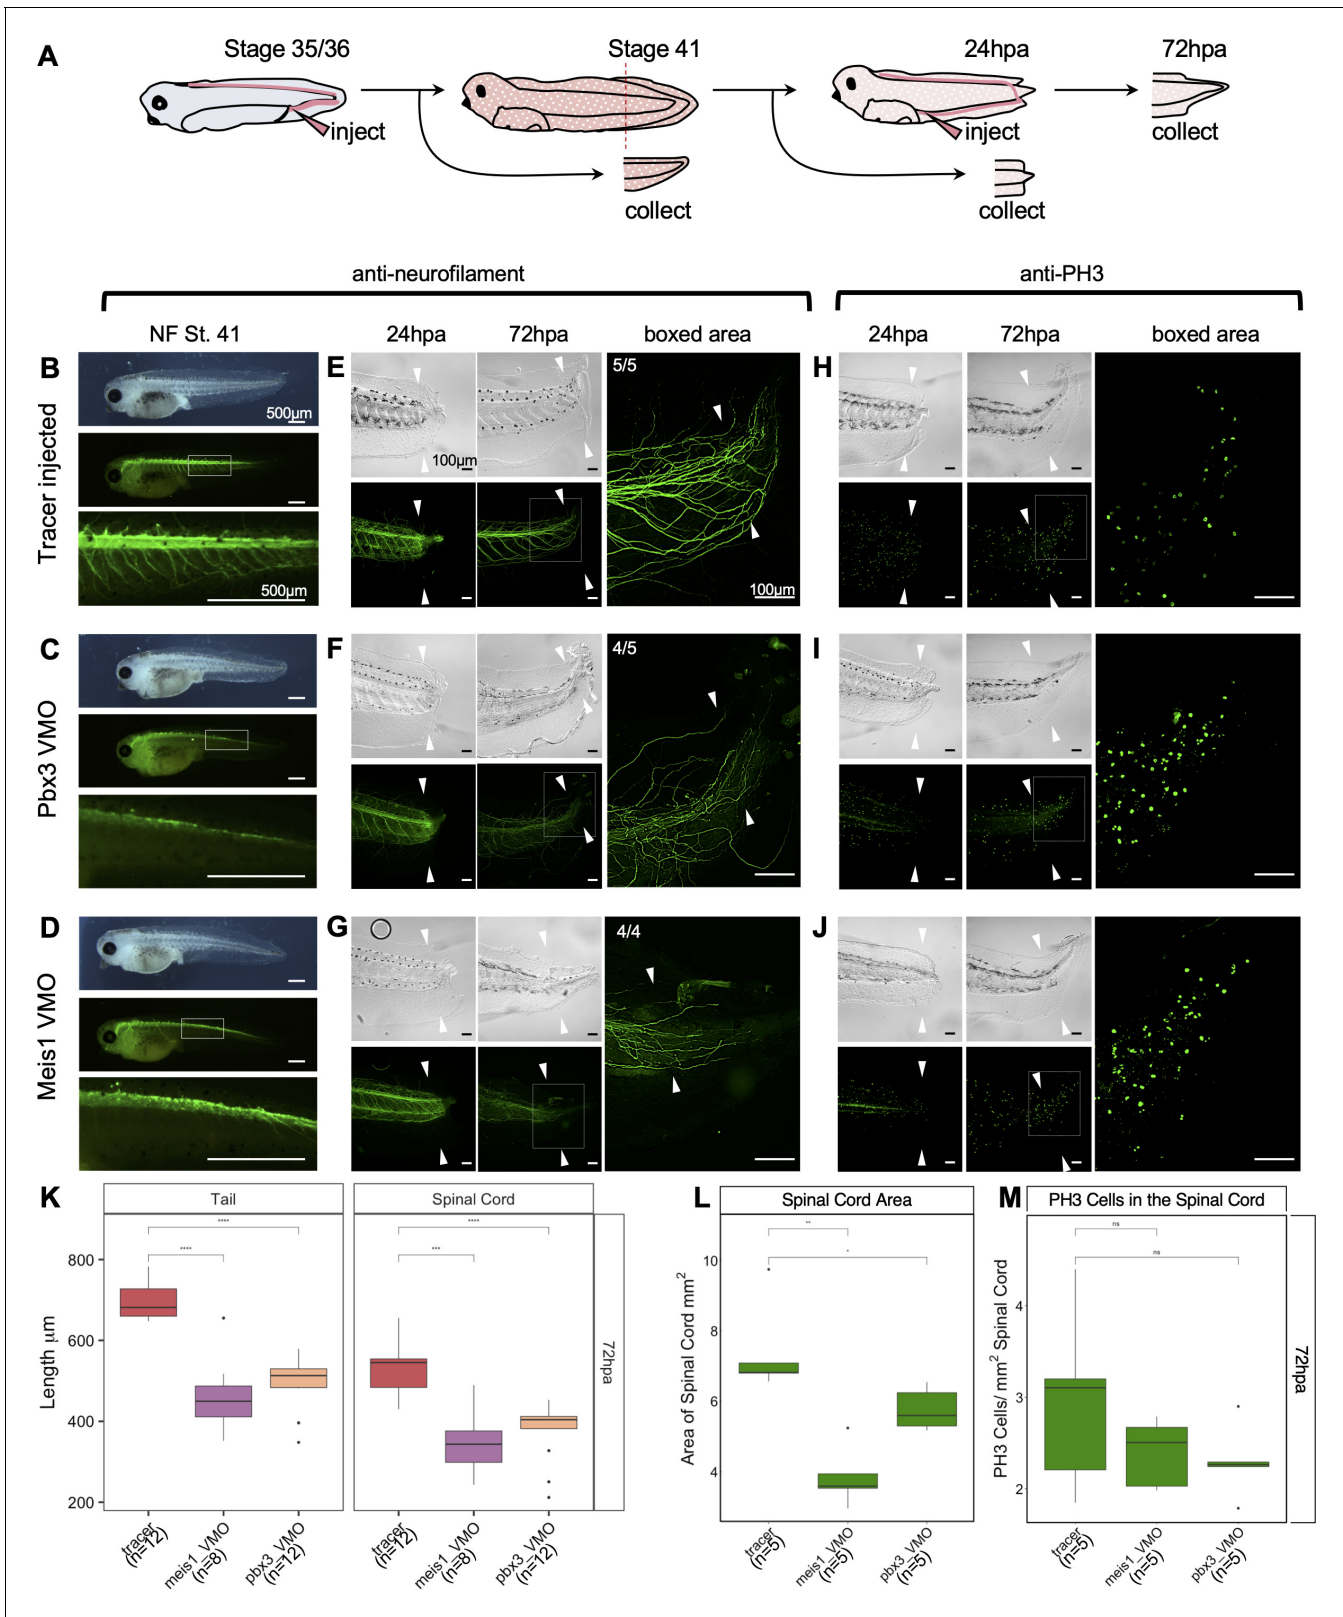 A
Stage 35/36
Stage 41
24hpa
72hpa
inject
inject
collect
collect
collect
anti-neurofilament
anti-PH3
NF St. 41
24hpa
72hpa
boxed area
24hpa
72hpa
boxed area
Tracer injected
B
500µm
500µm
E
100µm
5/5
100µm
H
Pbx3 VMO
C
F
4/5
I
Meis1 VMO
D
G
4/4
J
K
Tail
Spinal Cord
****
****
****
***
800
600
400
200
Length µm
72hpa
tracer (n=12)
meis1_VMO (n=8)
pbx3_VMO (n=12)
tracer (n=12)
meis1_VMO (n=8)
pbx3_VMO (n=12)
L
Spinal Cord Area
**
*
10
8
6
4
Area of Spinal Cord mm²
tracer (n=5)
meis1_VMO (n=5)
pbx3_VMO (n=5)
M
PH3 Cells in the Spinal Cord
ns
ns
4
3
2
PH3 Cells/ mm² Spinal Cord
72hpa
tracer (n=5)
meis1_VMO (n=5)
pbx3_VMO (n=5)